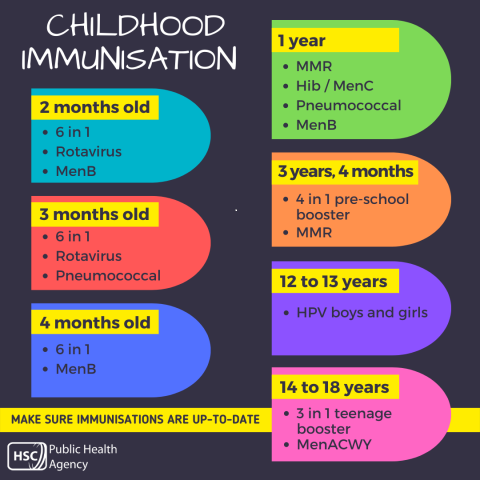 CHILDHOOD
IMMUNISATION
2 months old
6 in 1
Rotavirus
MenB
3 months old
6 in 1
Rotavirus
Pneumococcal
4 months old
6 in 1
MenB
1 year
MMR
Hib / MenC
Pneumococcal
MenB
3 years, 4 months
4 in 1 pre-school
booster
MMR
12 to 13 years
HPV boys and girls
14 to 18 years
3 in 1 teenage
booster
MenACWY
MAKE SURE IMMUNISATIONS ARE UP-TO-DATE
HSC Public Health
Agency